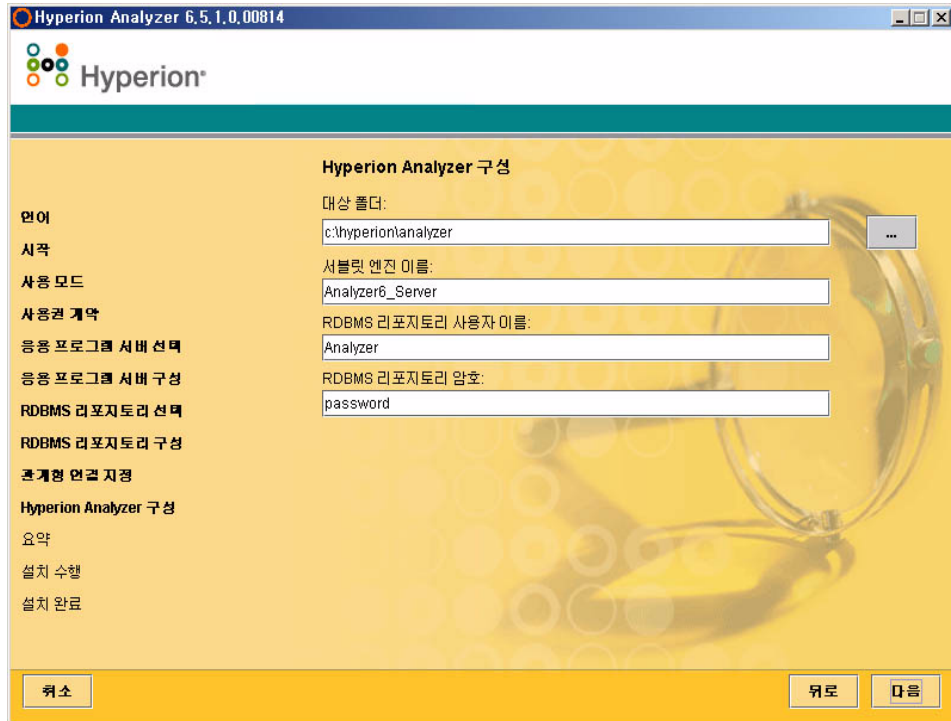 Hyperion Analyzer 6,5,1,0,00814
Hyperion®
Hyperion Analyzer 구성
대상 폴더:
c:\hyperion\analyzer
...
서블릿 엔진 이름:
Analyzer6_Server
RDBMS 리포지토리 사용자 이름:
Analyzer
RDBMS 리포지토리 암호:
password
언어
시작
사용 모드
사용권 계약
응용 프로그램 서버 선택
응용 프로그램 서버 구성
RDBMS 리포지토리 선택
RDBMS 리포지토리 구성
관계형 연결 지정
Hyperion Analyzer 구성
요약
설치 수행
설치 완료
취소
뒤로
다음